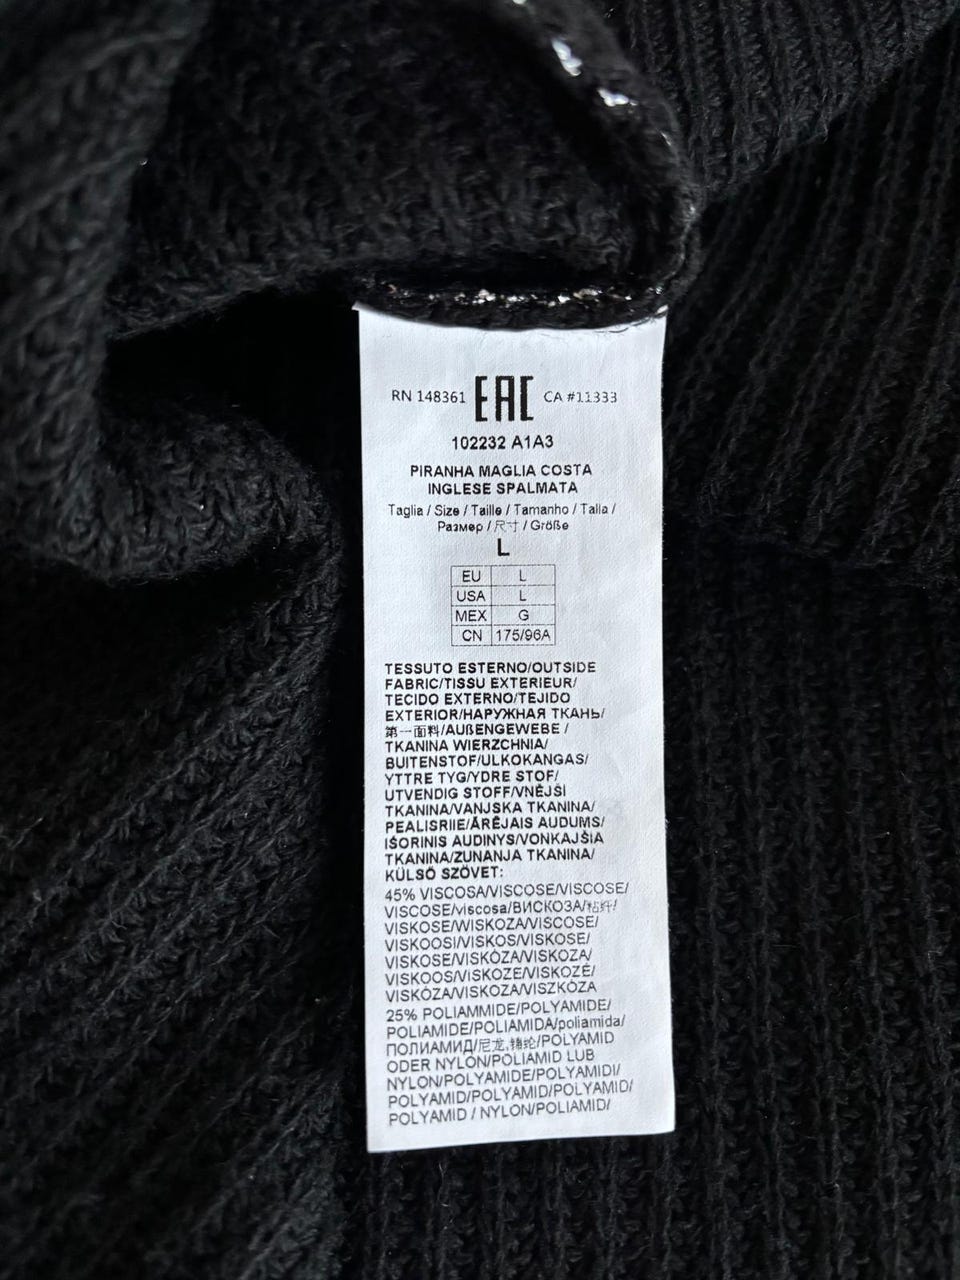 RN 148361 EAC CA #11333
102232 A1A3
PIRANHA MAGLIA COSTA
INGLESE SPALMATA
Taglia / Size / Taille / Tamanho / Talla /
Размер / 尺寸 / Größe
L
EU L
USA L
MEX G
CN 175/96A
TESSUTO ESTERNO/OUTSIDE
FABRIC/TISSU EXTERIEUR/
TECIDO EXTERNO/TEJIDO
EXTERIOR/НАРУЖНАЯ ТКАНЬ/
第一面料/AUßENGEWEBE /
TKANINA WIERZCHNIA/
BUITENSTOF/ULKOKANGAS/
YTTRE TYG/YDRE STOF/
UTVENDIG STOFF/VNĚJŠI
TKANINA/VANJSKA TKANINA/
PEALISRIIE/ĀRĒJAIS AUDUMS/
IŠORINIS AUDINYS/VONKAJŠIA
TKANINA/ZUNANJA TKANINA/
KÜLSŐ SZÖVET:
45% VISCOSA/VISCOSE/VISCOSE/
VISCOSE/viscosa/ВИСКОЗА/粘纤/
VISKOSE/WISKOZA/VISCOSE/
VISKOOSI/VISKOS/VISKOSE/
VISKOSE/VISKÓZA/VISKOZA/
VISKOOS/VISKOZE/VISKOZĖ/
VISKÓZA/VISKOZA/VISZKÓZA
25% POLIAMMIDE/POLYAMIDE/
POLIAMIDE/POLIAMIDA/poliamida/
ПОЛИАМИД/尼龙,锦纶/POLYAMID
ODER NYLON/POLIAMID LUB
NYLON/POLYAMIDE/POLYAMIDI/
POLYAMID/POLYAMID/POLYAMID/
POLYAMID / NYLON/POLIAMID/